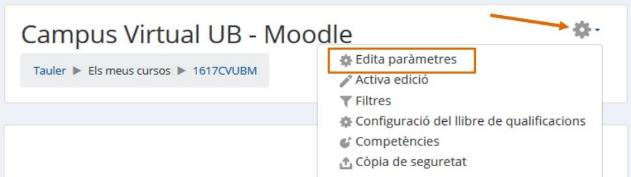 Campus Virtual UB - Moodle
Tauler ▶ Els meus cursos ▶ 1617CVUBM
Edita paràmetres
Activa edició
Filtres
Configuració del llibre de qualificacions
Competències
Còpia de seguretat